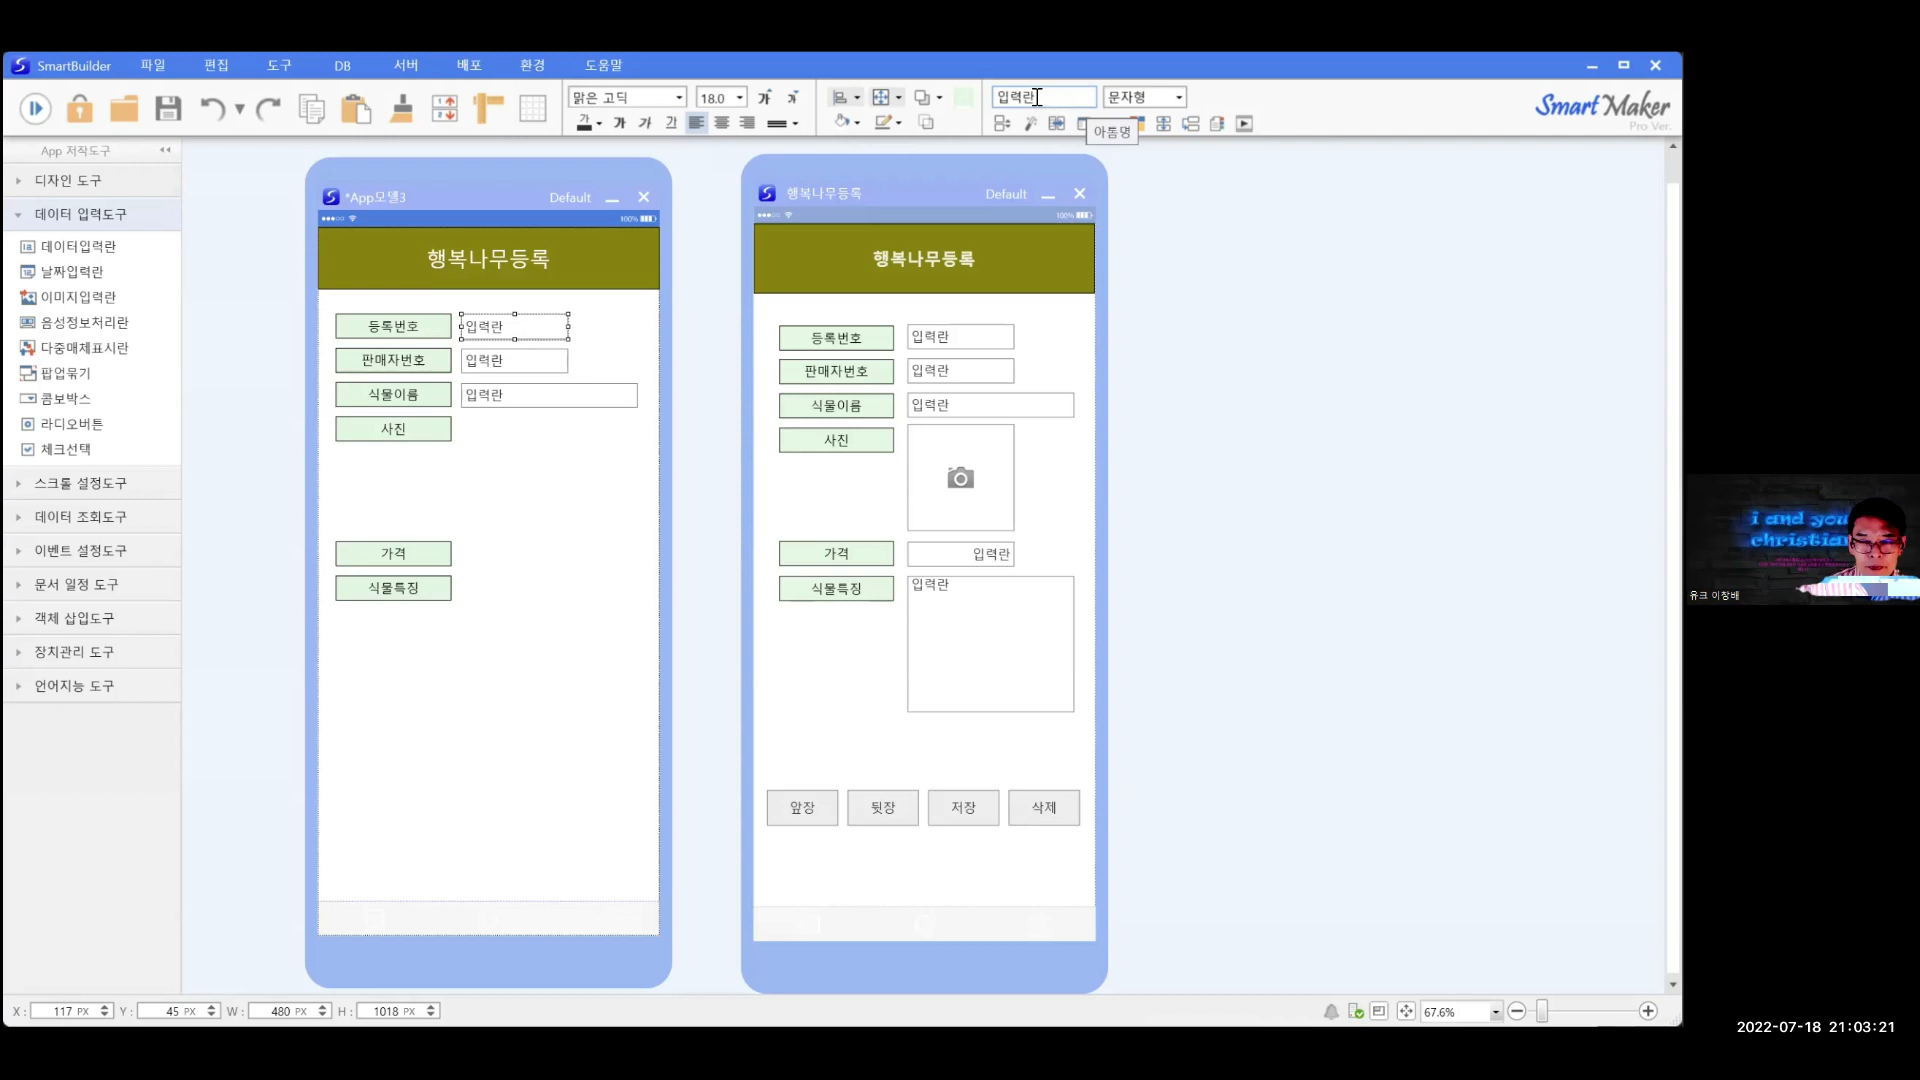 SmartBuilder 파일 편집 도구 DB 서버 배포 환경 도움말
맑은 고딕 18.0 가 가 입력란 문자형
가 가 가 가 아톰명
SmartMaker
Pro Ver.
App 저작도구
디자인 도구
데이터 입력도구
데이터입력란
날짜입력란
이미지입력란
음성정보처리란
다중매체표시란
팝업묶기
콤보박스
라디오버튼
체크선택
스크롤 설정도구
데이터 조회도구
이벤트 설정도구
문서 일정 도구
객체 삽입도구
장치관리 도구
언어지능 도구
*App모델3 Default
100%
행복나무등록
등록번호 입력란
판매자번호 입력란
식물이름 입력란
사진
가격
식물특징
행복나무등록 Default
100%
행복나무등록
등록번호 입력란
판매자번호 입력란
식물이름 입력란
사진
가격 입력란
식물특징 입력란
앞장 뒷장 저장 삭제
i and you
christian
유크 이창배
X : 117 PX Y : 45 PX W : 480 PX H : 1018 PX
67.6%
2022-07-18 21:03:21